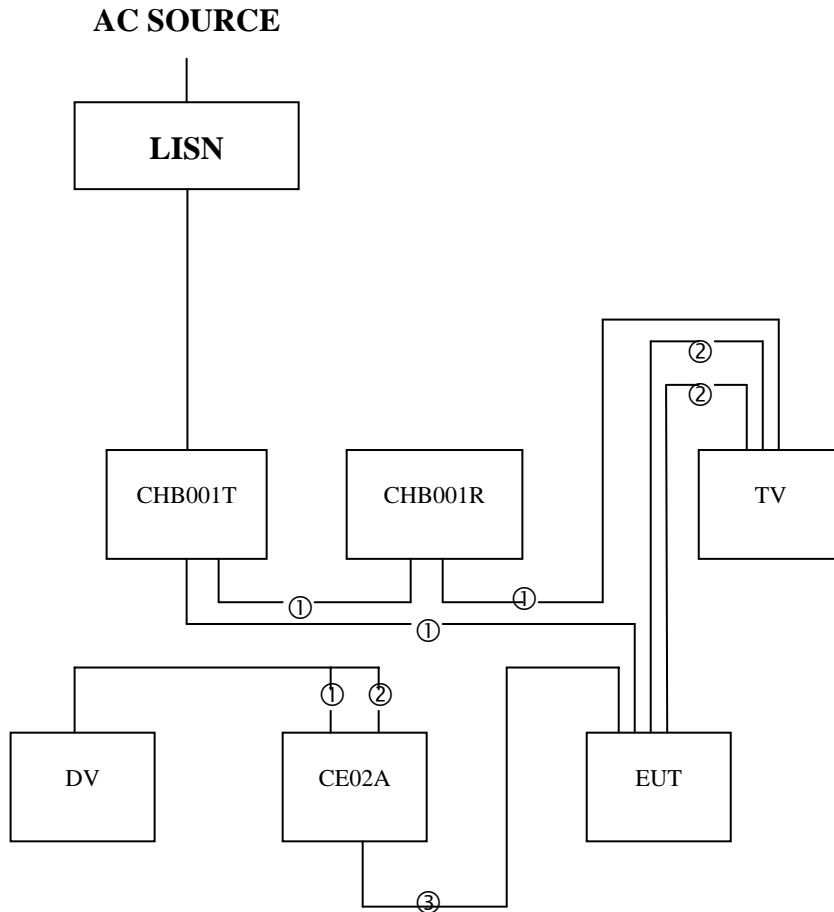 AC SOURCE
LISN
②
②
CHB001T
CHB001R
TV
①
①
①
①
②
DV
CE02A
EUT
③